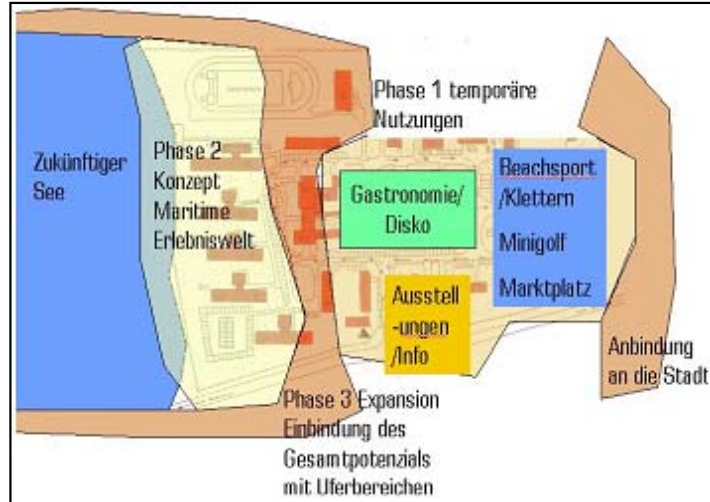 Zukünftiger
See
Phase 2
Konzept
Maritime
Erlebniswelt
Phase 1 temporäre
Nutzungen
Gastronomie/
Disko
Beachsport
/Klettern
Minigolf
Marktplatz
Ausstell
-ungen
/Info
Anbindung
an die Stadt
Phase 3 Expansion
Einbindung des
Gesamtpotenzials
mit Uferbereichen